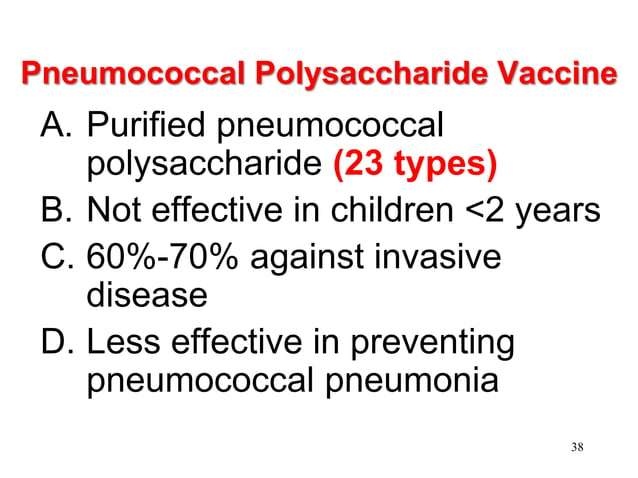 Pneumococcal Polysaccharide Vaccine
A. Purified pneumococcal
polysaccharide (23 types)
B. Not effective in children <2 years
C. 60%-70% against invasive
disease
D. Less effective in preventing
pneumococcal pneumonia
38